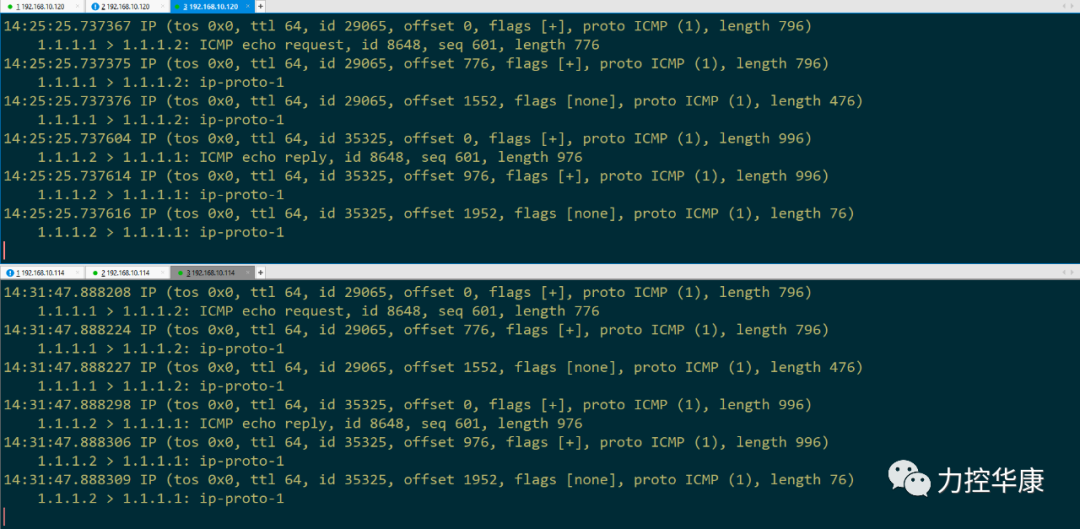 1 192.168.10.120 2 192.168.10.120 3 192.168.10.120 +
14:25:25.737367 IP (tos 0x0, ttl 64, id 29065, offset 0, flags [+], proto ICMP (1), length 796)
1.1.1.1 > 1.1.1.2: ICMP echo request, id 8648, seq 601, length 776
14:25:25.737375 IP (tos 0x0, ttl 64, id 29065, offset 776, flags [+], proto ICMP (1), length 796)
1.1.1.1 > 1.1.1.2: ip-proto-1
14:25:25.737376 IP (tos 0x0, ttl 64, id 29065, offset 1552, flags [none], proto ICMP (1), length 476)
1.1.1.1 > 1.1.1.2: ip-proto-1
14:25:25.737604 IP (tos 0x0, ttl 64, id 35325, offset 0, flags [+], proto ICMP (1), length 996)
1.1.1.2 > 1.1.1.1: ICMP echo reply, id 8648, seq 601, length 976
14:25:25.737614 IP (tos 0x0, ttl 64, id 35325, offset 976, flags [+], proto ICMP (1), length 996)
1.1.1.2 > 1.1.1.1: ip-proto-1
14:25:25.737616 IP (tos 0x0, ttl 64, id 35325, offset 1952, flags [none], proto ICMP (1), length 76)
1.1.1.2 > 1.1.1.1: ip-proto-1
1 192.168.10.114 2 192.168.10.114 3 192.168.10.114 +
14:31:47.888208 IP (tos 0x0, ttl 64, id 29065, offset 0, flags [+], proto ICMP (1), length 796)
1.1.1.1 > 1.1.1.2: ICMP echo request, id 8648, seq 601, length 776
14:31:47.888224 IP (tos 0x0, ttl 64, id 29065, offset 776, flags [+], proto ICMP (1), length 796)
1.1.1.1 > 1.1.1.2: ip-proto-1
14:31:47.888227 IP (tos 0x0, ttl 64, id 29065, offset 1552, flags [none], proto ICMP (1), length 476)
1.1.1.1 > 1.1.1.2: ip-proto-1
14:31:47.888298 IP (tos 0x0, ttl 64, id 35325, offset 0, flags [+], proto ICMP (1), length 996)
1.1.1.2 > 1.1.1.1: ICMP echo reply, id 8648, seq 601, length 976
14:31:47.888306 IP (tos 0x0, ttl 64, id 35325, offset 976, flags [+], proto ICMP (1), length 996)
1.1.1.2 > 1.1.1.1: ip-proto-1
14:31:47.888309 IP (tos 0x0, ttl 64, id 35325, offset 1952, flags [none], proto ICMP (1), length 76)
1.1.1.2 > 1.1.1.1: ip-proto-1
力控华康